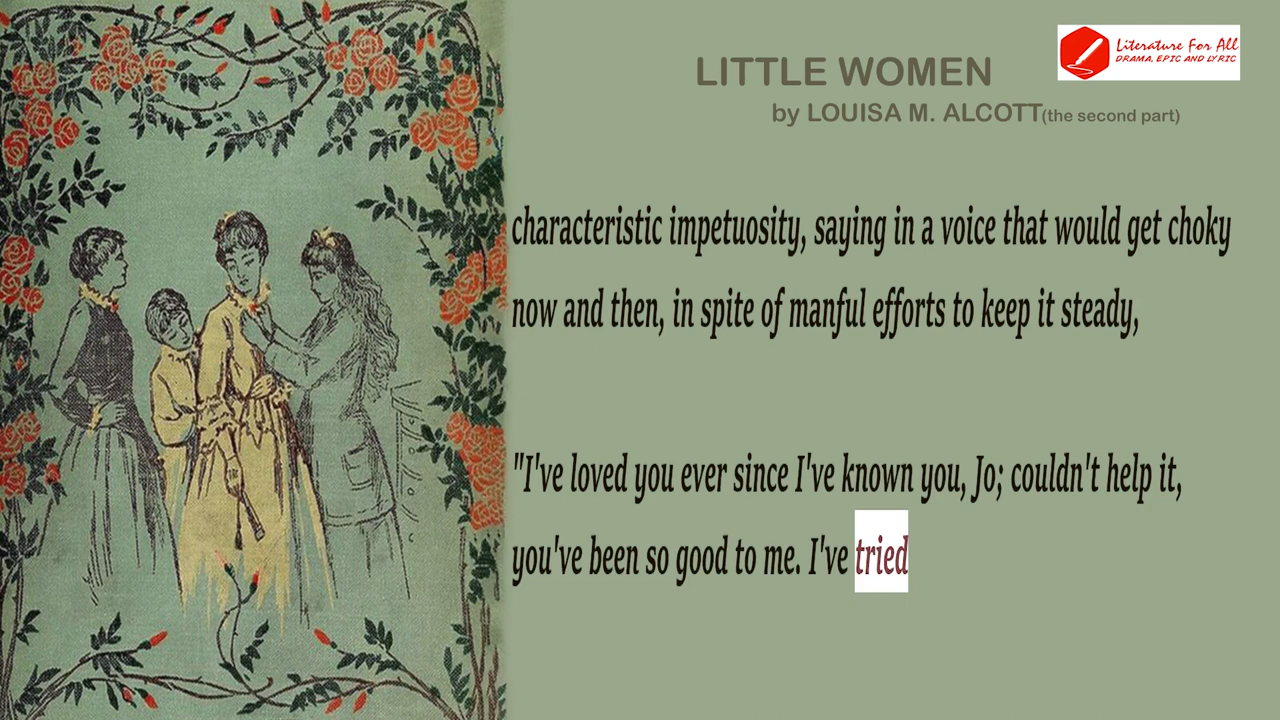 LITTLE WOMEN
by LOUISA M. ALCOTT(the second part)
Literature For All
DRAMA, EPIC AND LYRIC
characteristic impetuosity, saying in a voice that would get choky
now and then, in spite of manful efforts to keep it steady,
"I've loved you ever since I've known you, Jo; couldn't help it,
you've been so good to me. I've tried